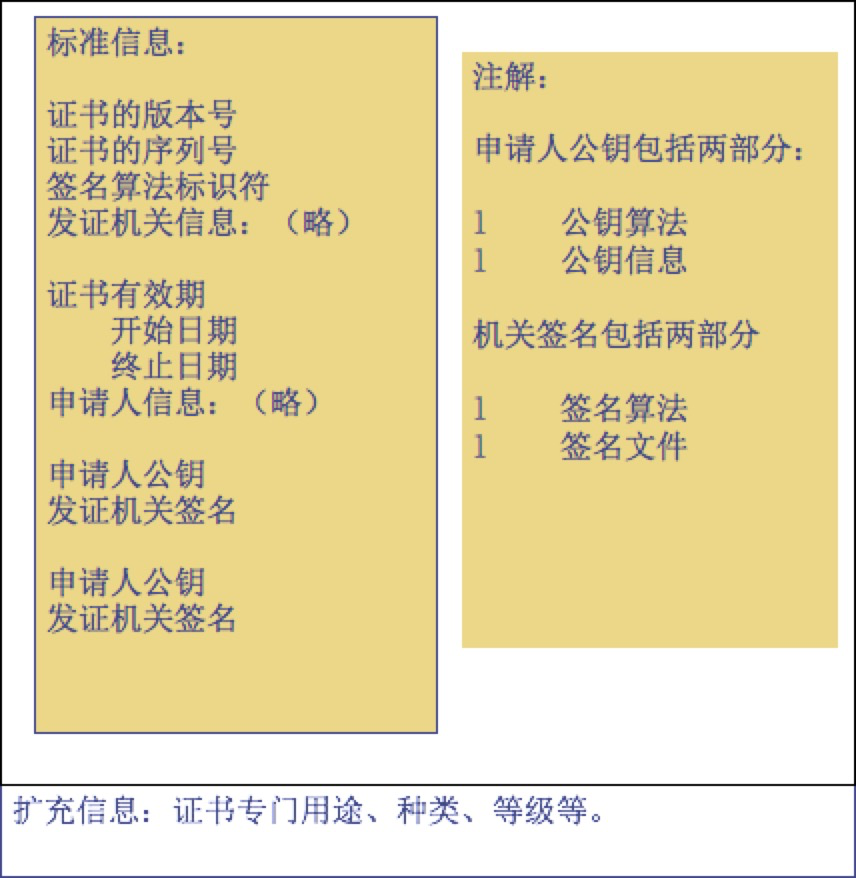 标准信息：
证书的版本号
证书的序列号
签名算法标识符
发证机关信息：（略）
证书有效期
开始日期
终止日期
申请人信息：（略）
申请人公钥
发证机关签名
申请人公钥
发证机关签名
注解：
申请人公钥包括两部分：
l 公钥算法
l 公钥信息
机关签名包括两部分
l 签名算法
l 签名文件
扩充信息：证书专门用途、种类、等级等。